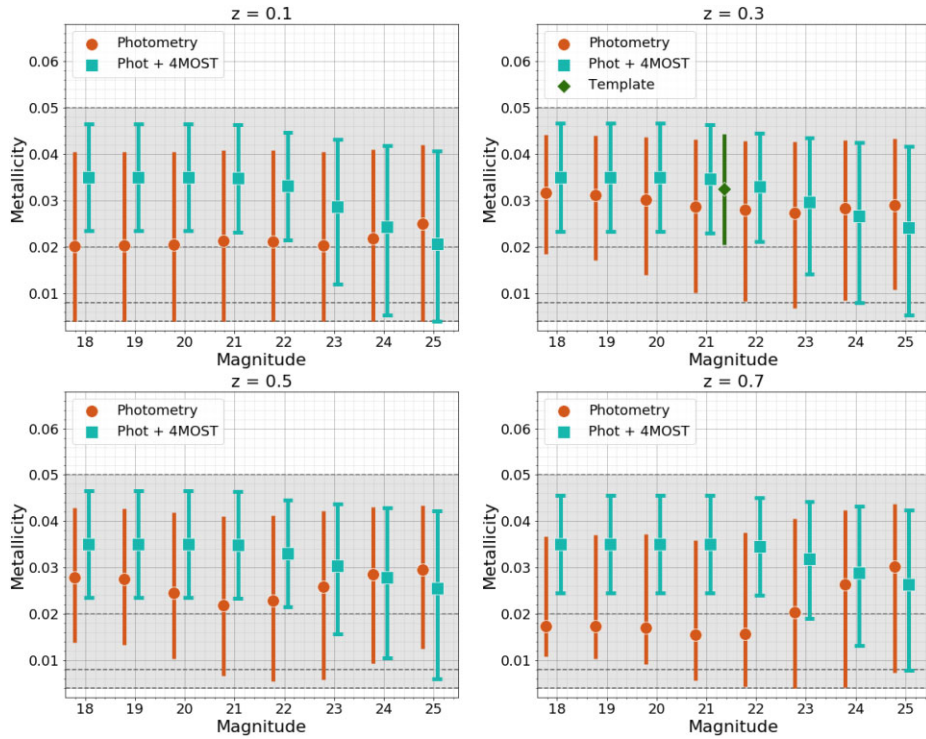 z = 0.1
Photometry
Phot + 4MOST
Metallicity
0.06
0.05
0.04
0.03
0.02
0.01
18 19 20 21 22 23 24 25
Magnitude
z = 0.3
Photometry
Phot + 4MOST
Template
Metallicity
0.06
0.05
0.04
0.03
0.02
0.01
18 19 20 21 22 23 24 25
Magnitude
z = 0.5
Photometry
Phot + 4MOST
Metallicity
0.06
0.05
0.04
0.03
0.02
0.01
18 19 20 21 22 23 24 25
Magnitude
z = 0.7
Photometry
Phot + 4MOST
Metallicity
0.06
0.05
0.04
0.03
0.02
0.01
18 19 20 21 22 23 24 25
Magnitude